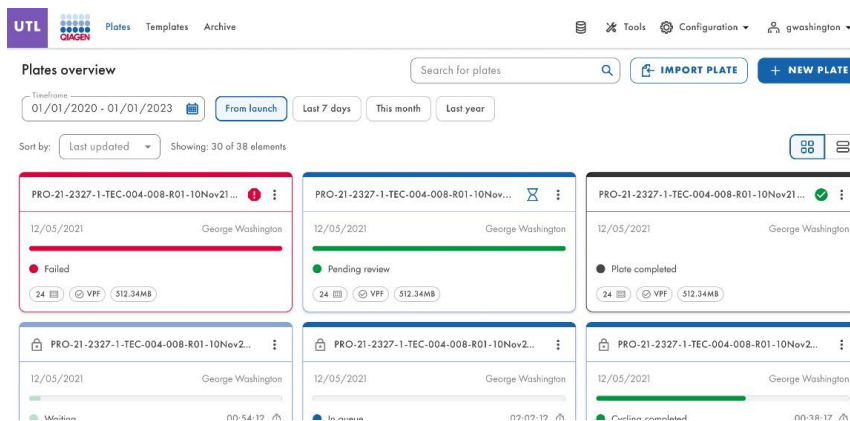 UTL QIAGEN Plates Templates Archive Tools Configuration gwashington
Plates overview Search for plates IMPORT PLATE + NEW PLATE
Timeframe
01/01/2020 - 01/01/2023 From launch Last 7 days This month Last year
Sort by: Last updated Showing: 30 of 38 elements
PRO-21-2327-1-TEC-004-008-R01-10Nov21... PRO-21-2327-1-TEC-004-008-R01-10Nov... PRO-21-2327-1-TEC-004-008-R01-10Nov21...
12/05/2021 George Washington 12/05/2021 George Washington 12/05/2021 George Washington
Failed Pending review Plate completed
24 VPF 512.34MB 24 VPF 512.34MB 24 VPF 512.34MB
PRO-21-2327-1-TEC-004-008-R01-10Nov2... PRO-21-2327-1-TEC-004-008-R01-10Nov2... PRO-21-2327-1-TEC-004-008-R01-10Nov2...
12/05/2021 George Washington 12/05/2021 George Washington 12/05/2021 George Washington
Waiting 00:54:12 In queue 02:02:12 Cycling completed 00:38:17